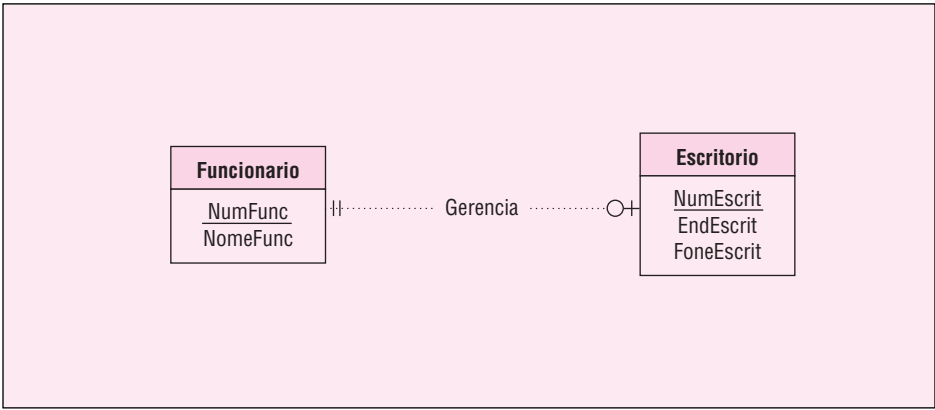 Funcionario
NumFunc
NomeFunc
Gerencia
Escritorio
NumEscrit
EndEscrit
FoneEscrit